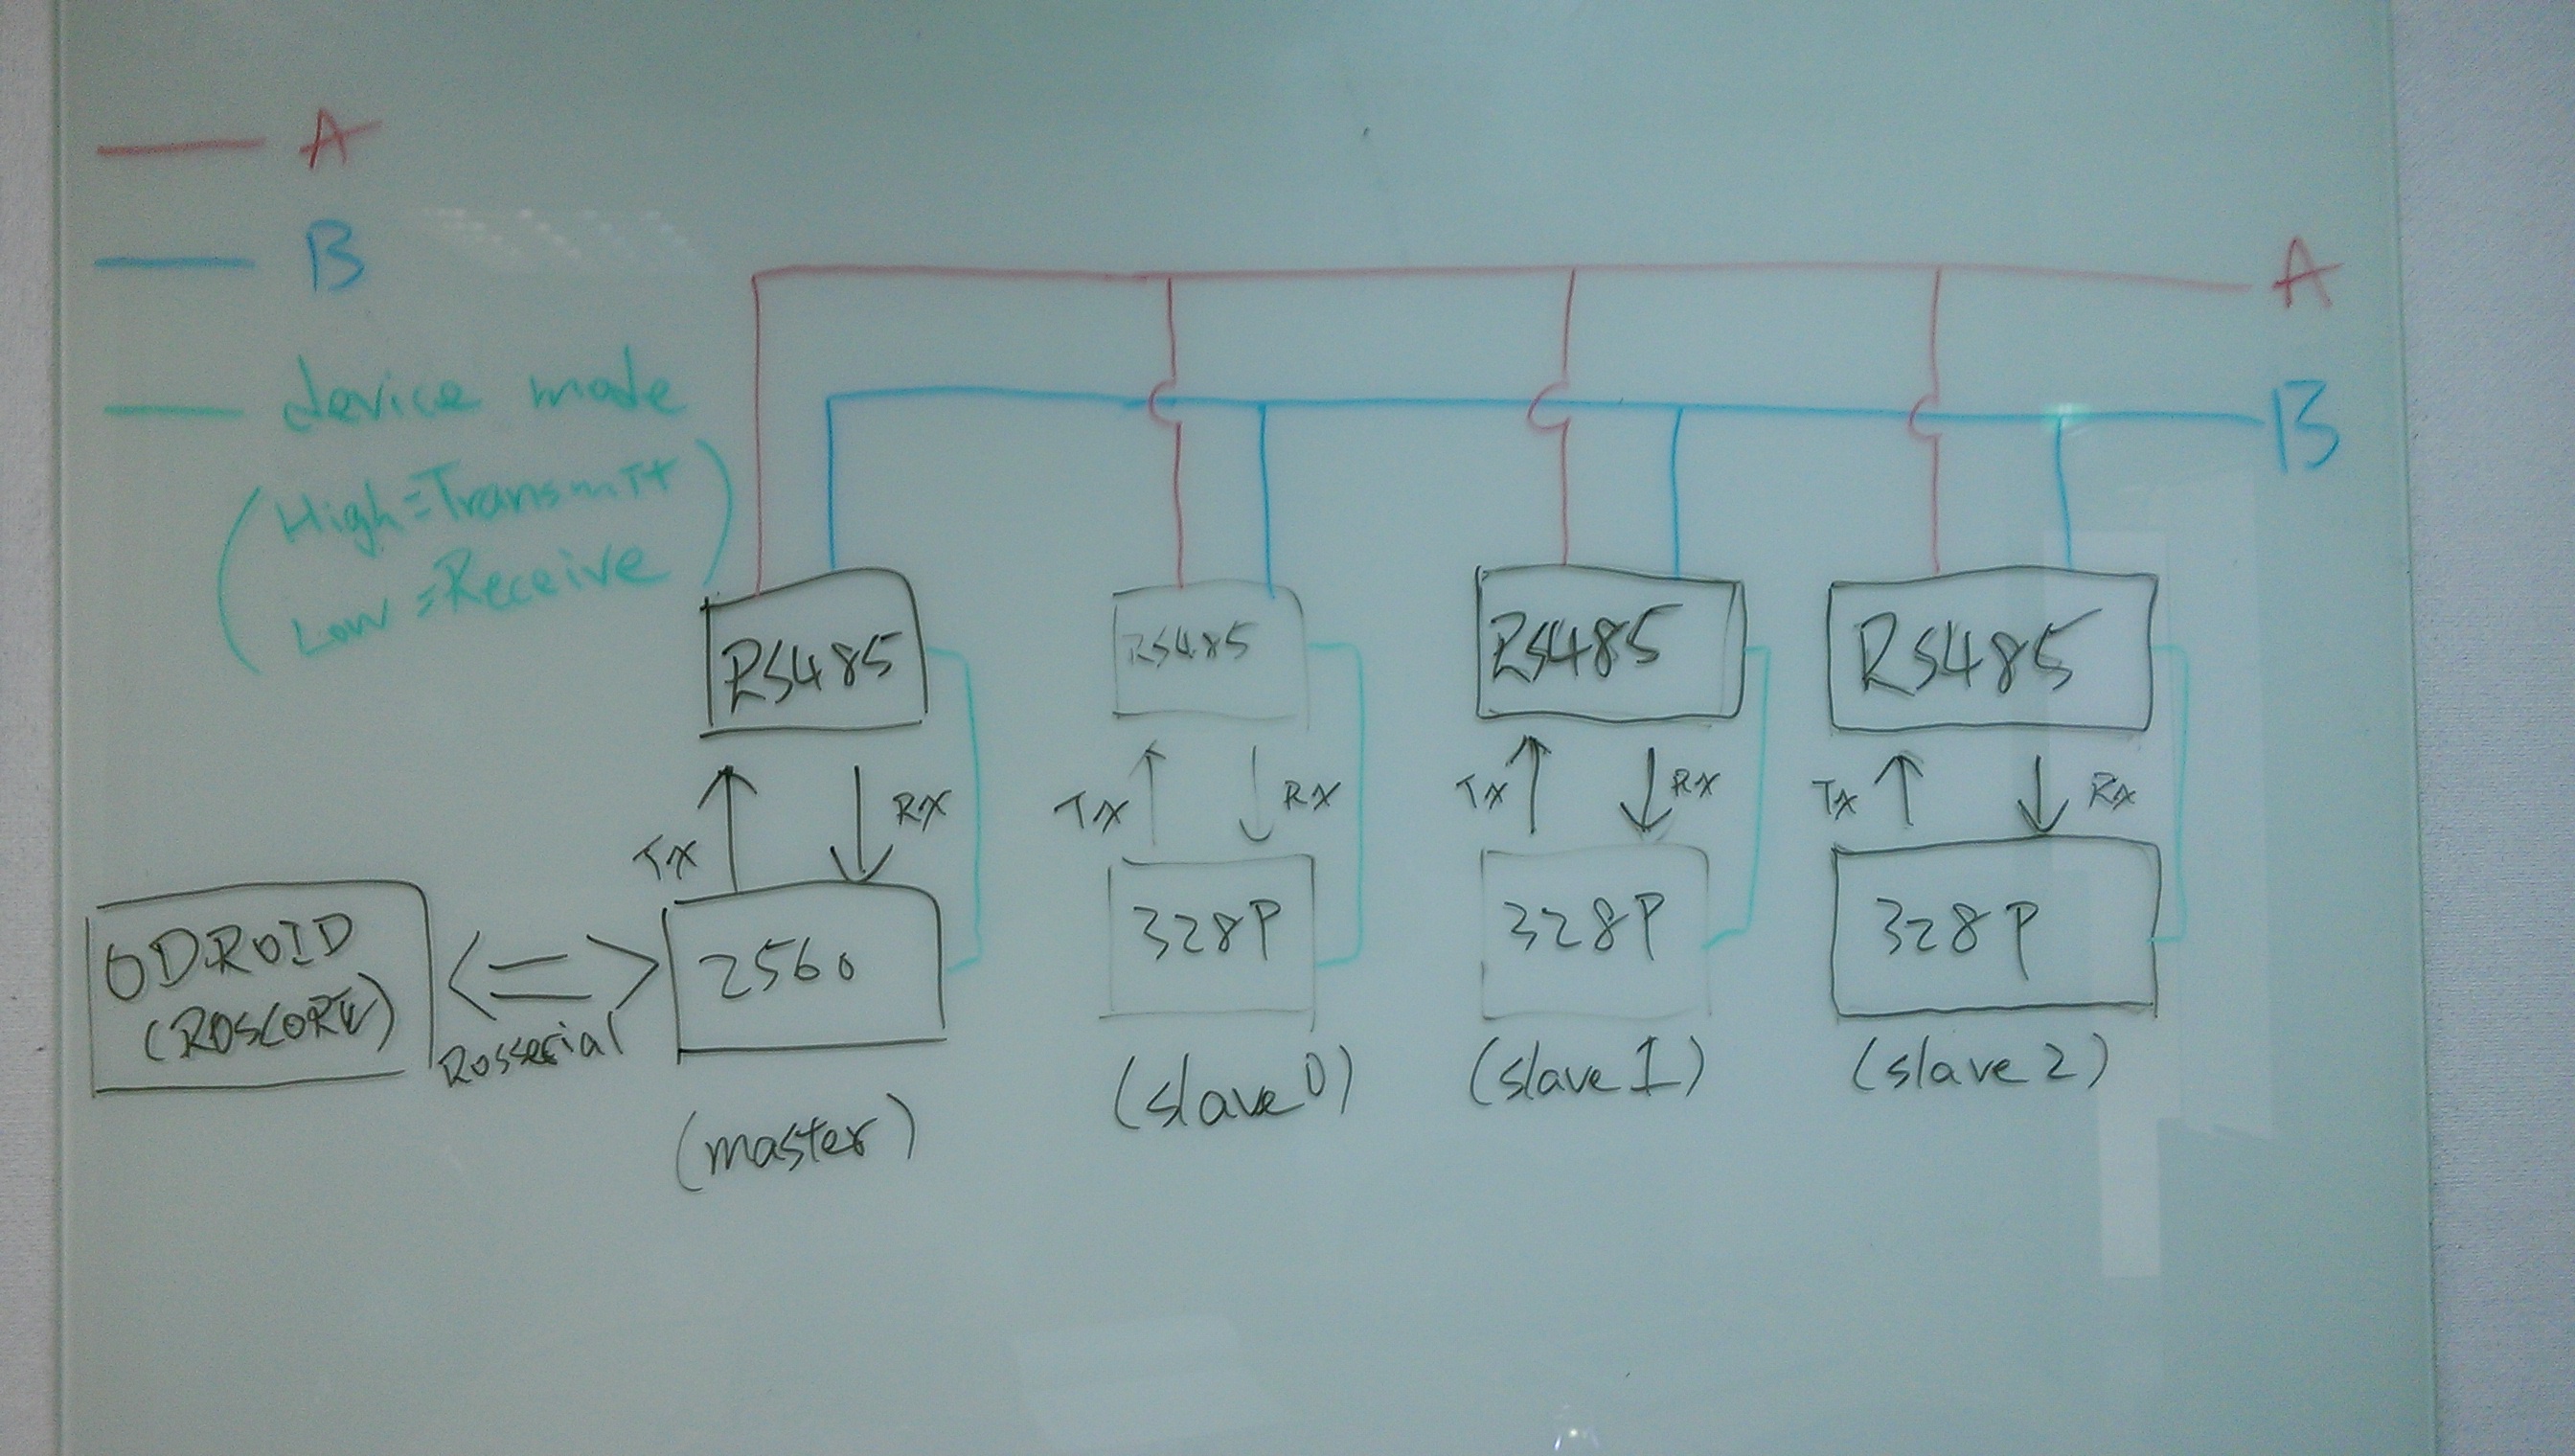 A
B
device mode
(High=Transmitt
Low=Receive)
A
B
RS485
RS485
RS485
RS485
TX
RX
TX
RX
TX
RX
TX
RX
ODROID
(ROSCORE)
Rosserial
2560
328P
328P
328P
(master)
(slave 0)
(slave 1)
(slave 2)